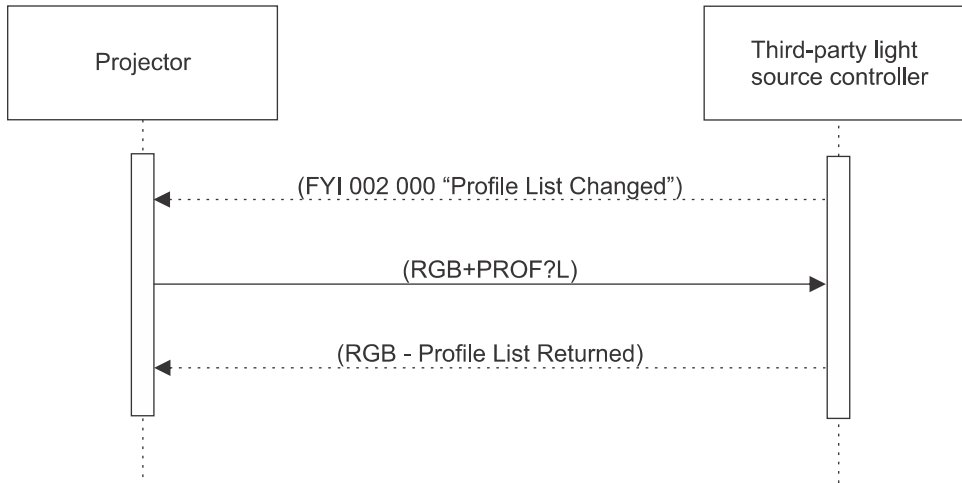 Projector
Third-party light
source controller
(FYI 002 000 “Profile List Changed”)
(RGB+PROF?L)
(RGB - Profile List Returned)